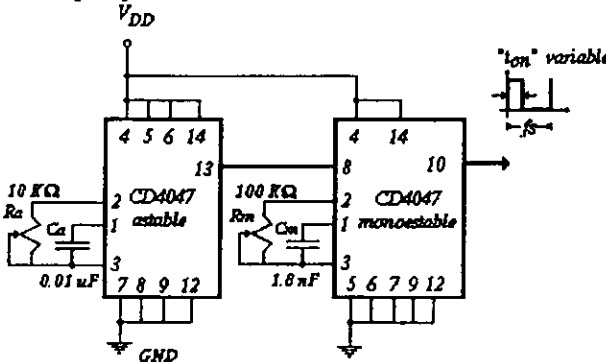 V_DD
"t_on" variable
fs
4 5 6 14
4 14
13
8
10
10 KΩ
Ra
Ca
2
1
3
CD4047
astable
0.01 uF
7 8 9 12
GND
100 KΩ
Rm
Cm
2
1
3
CD4047
monoestable
1.8 nF
5 6 7 9 12